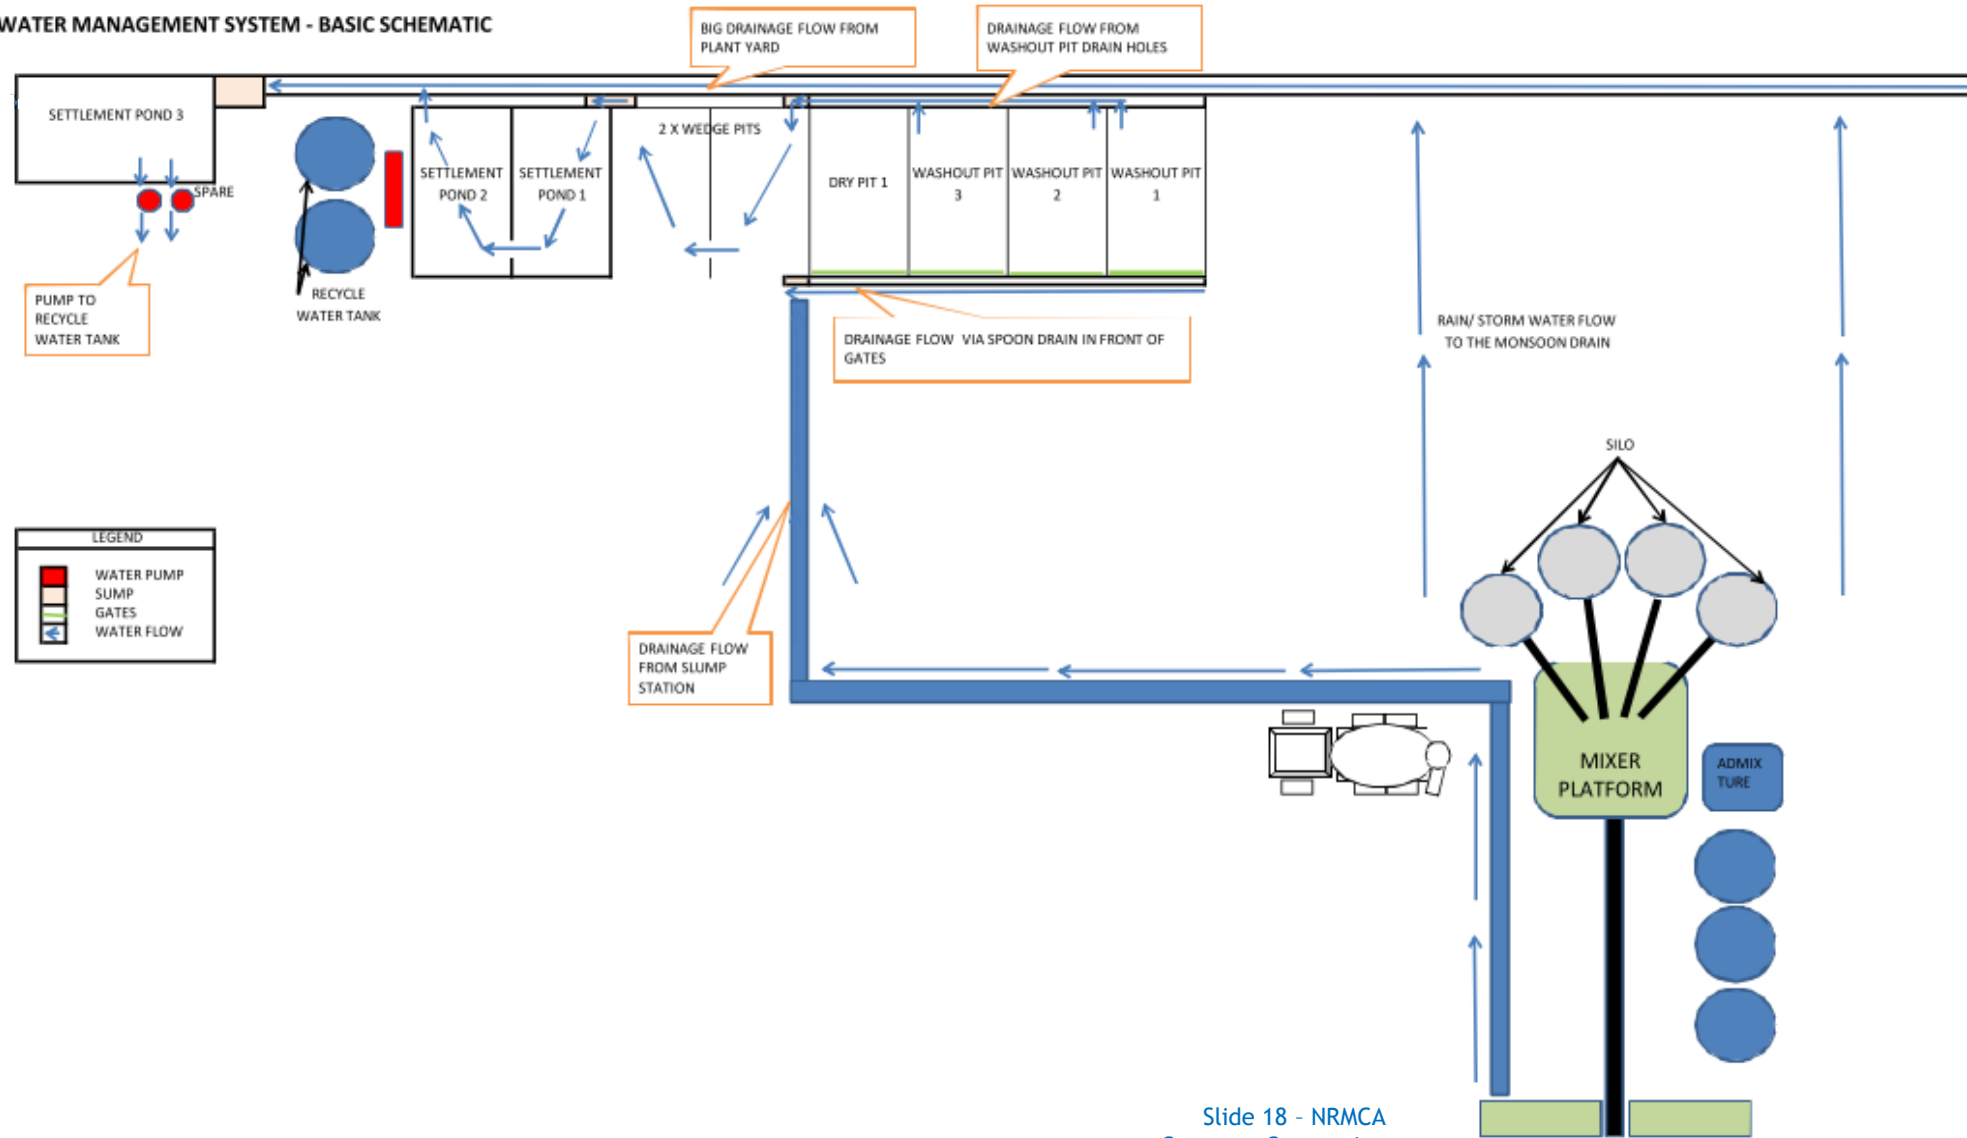 WATER MANAGEMENT SYSTEM - BASIC SCHEMATIC
BIG DRAINAGE FLOW FROM
PLANT YARD
DRAINAGE FLOW FROM
WASHOUT PIT DRAIN HOLES
SETTLEMENT POND 3
SPARE
PUMP TO
RECYCLE
WATER TANK
RECYCLE
WATER TANK
SETTLEMENT
POND 2
SETTLEMENT
POND 1
2 X WEDGE PITS
DRY PIT 1
WASHOUT PIT
3
WASHOUT PIT
2
WASHOUT PIT
1
DRAINAGE FLOW VIA SPOON DRAIN IN FRONT OF
GATES
RAIN/ STORM WATER FLOW
TO THE MONSOON DRAIN
SILO
LEGEND
WATER PUMP
SUMP
GATES
WATER FLOW
DRAINAGE FLOW
FROM SLUMP
STATION
MIXER
PLATFORM
ADMIX
TURE
Slide 18 - NRMCA